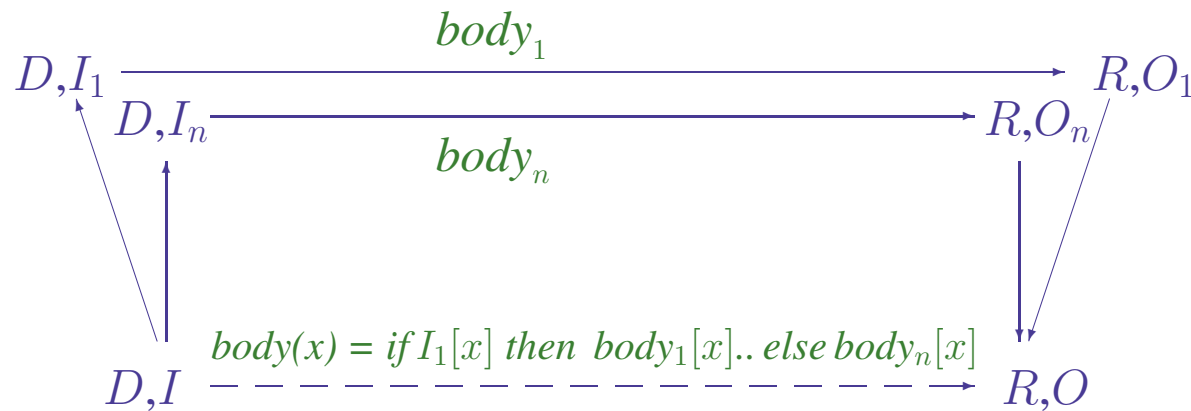 body₁
D,I₁ R,O₁
D,Iₙ R,Oₙ
bodyₙ
body(x) = if I₁[x] then body₁[x].. else bodyₙ[x]
D,I R,O